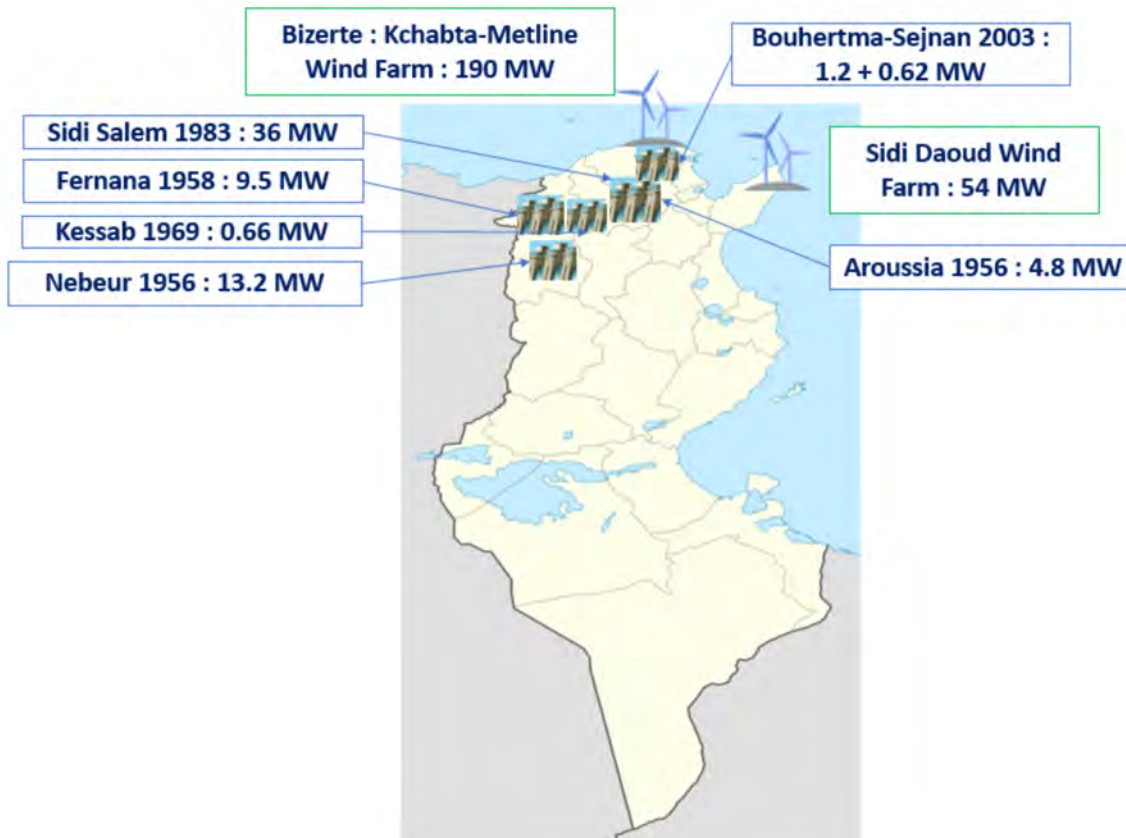 Bizerte : Kchabta-Metline
Wind Farm : 190 MW
Bouhertma-Sejnan 2003 :
1.2 + 0.62 MW
Sidi Salem 1983 : 36 MW
Fernana 1958 : 9.5 MW
Kessab 1969 : 0.66 MW
Nebeur 1956 : 13.2 MW
Sidi Daoud Wind
Farm : 54 MW
Aroussia 1956 : 4.8 MW